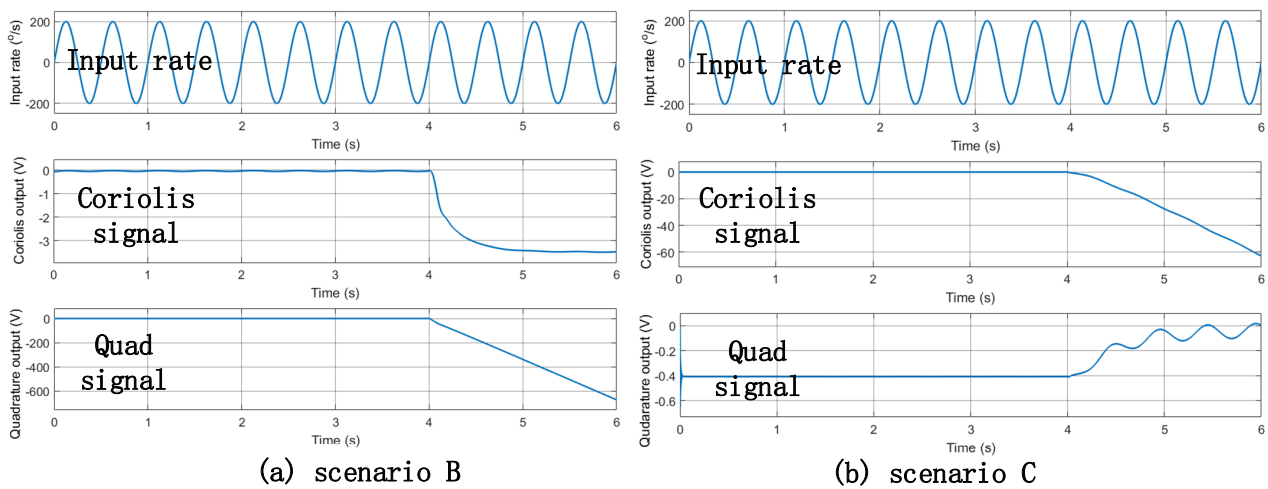 Input rate (°/s)
200
0
-200
Input rate
0 1 2 3 4 5 6
Time (s)
Coriolis output (V)
0
-1
-2
-3
Coriolis
signal
0 1 2 3 4 5 6
Time (s)
Quadrature output (V)
0
-200
-400
-600
Quad
signal
0 1 2 3 4 5 6
Time (s)
(a) scenario B
Input rate (°/s)
200
0
-200
Input rate
0 1 2 3 4 5 6
Time (s)
Coriolis output (V)
0
-20
-40
-60
Coriolis
signal
0 1 2 3 4 5 6
Time (s)
Qudarature output (V)
0
-0.2
-0.4
-0.6
Quad
signal
0 1 2 3 4 5 6
Time (s)
(b) scenario C